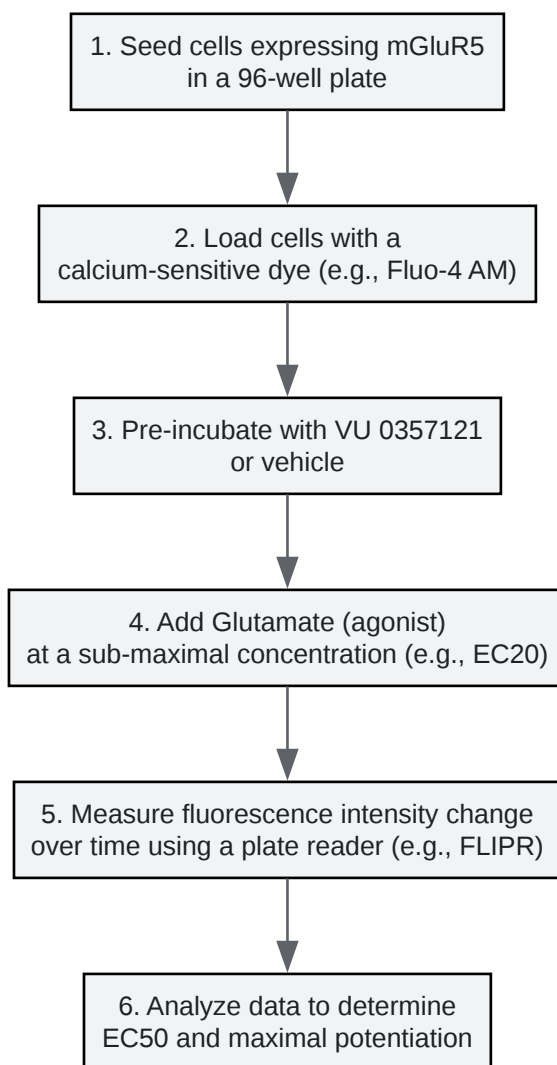 1. Seed cells expressing mGluR5
in a 96-well plate
2. Load cells with a
calcium-sensitive dye (e.g., Fluo-4 AM)
3. Pre-incubate with VU 0357121
or vehicle
4. Add Glutamate (agonist)
at a sub-maximal concentration (e.g., EC20)
5. Measure fluorescence intensity change
over time using a plate reader (e.g., FLIPR)
6. Analyze data to determine
EC50 and maximal potentiation